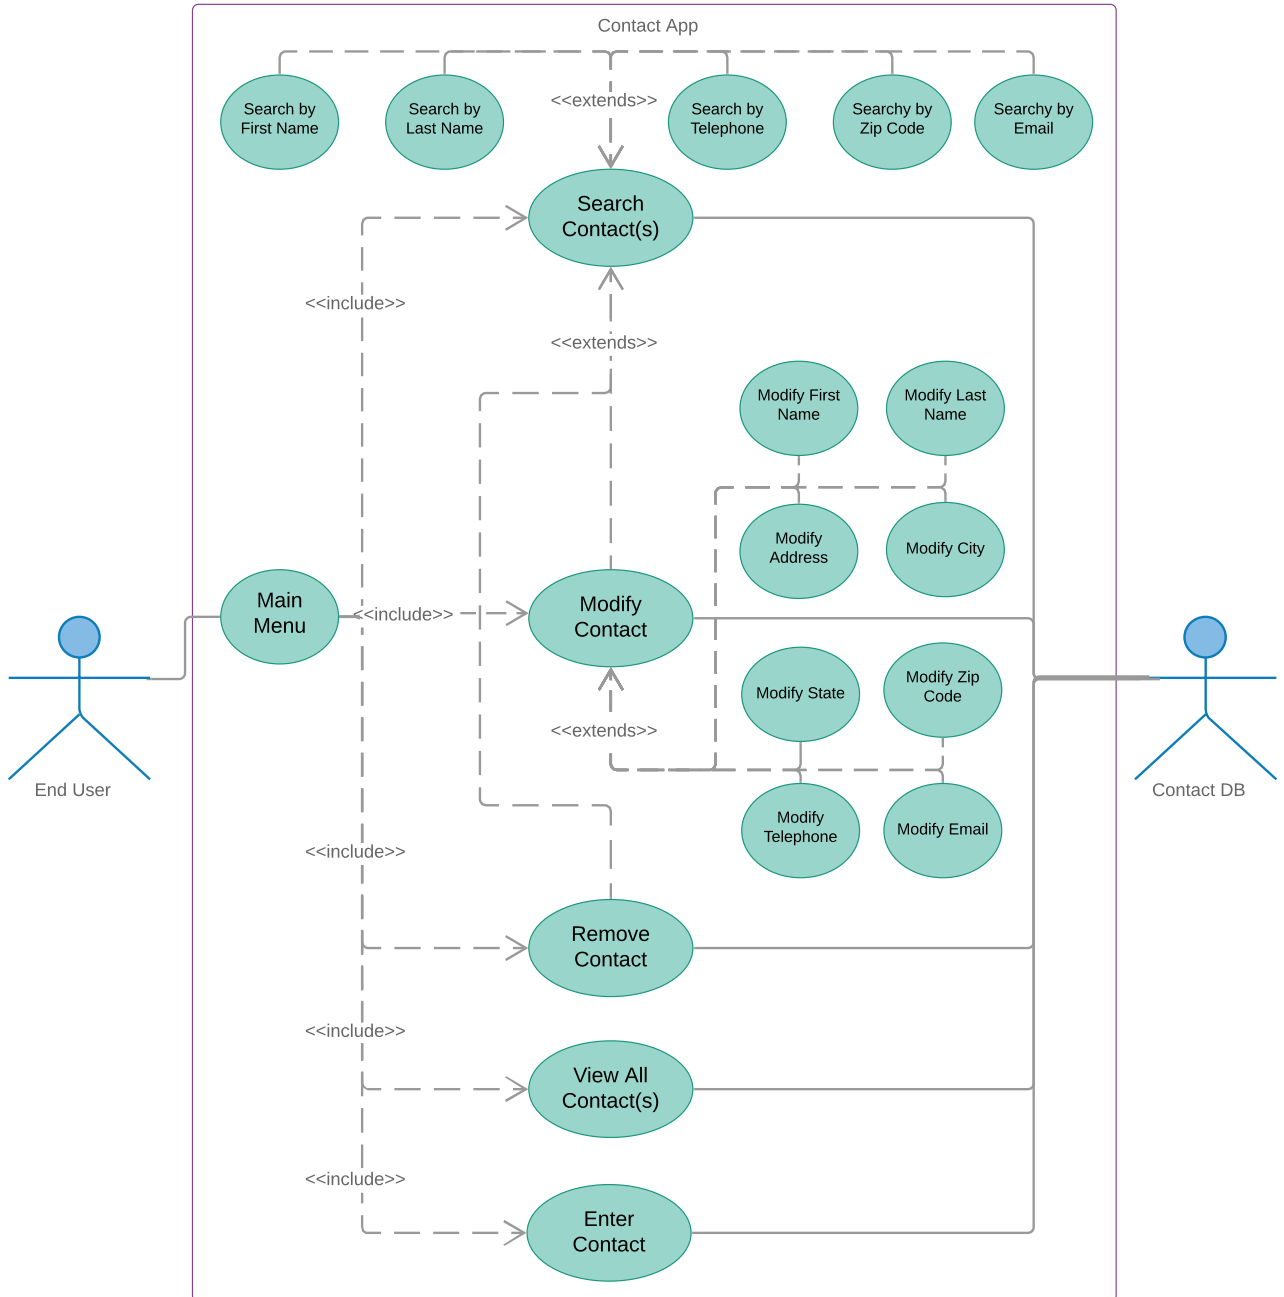 Contact App
Search by
First Name
Search by
Last Name
<<extends>>
Search by
Telephone
Searchy by
Zip Code
Searchy by
Email
Search
Contact(s)
<<include>>
<<extends>>
Modify First
Name
Modify Last
Name
Modify
Address
Modify City
Main
Menu
<<include>>
Modify
Contact
Modify State
Modify Zip
Code
<<extends>>
End User
Contact DB
Modify
Telephone
Modify Email
<<include>>
Remove
Contact
<<include>>
View All
Contact(s)
<<include>>
Enter
Contact